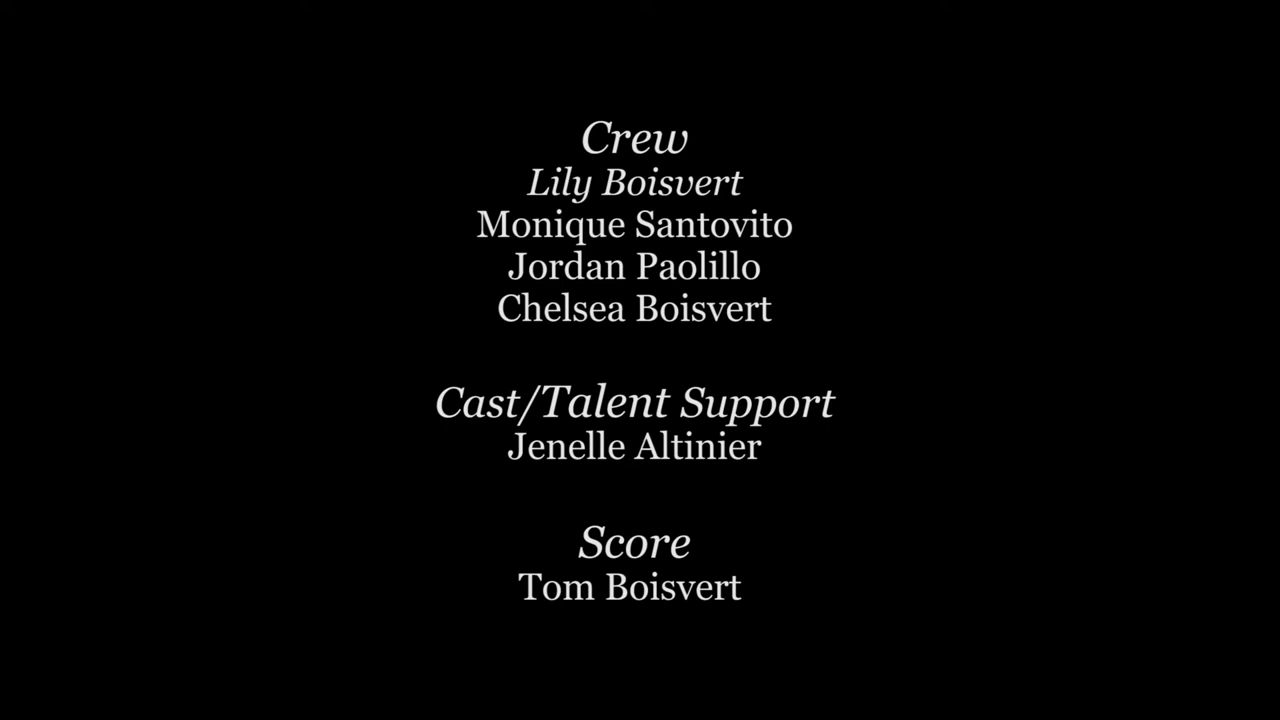 Crew
Lily Boisvert
Monique Santovito
Jordan Paolillo
Chelsea Boisvert
Cast/Talent Support
Jenelle Altinier
Score
Tom Boisvert